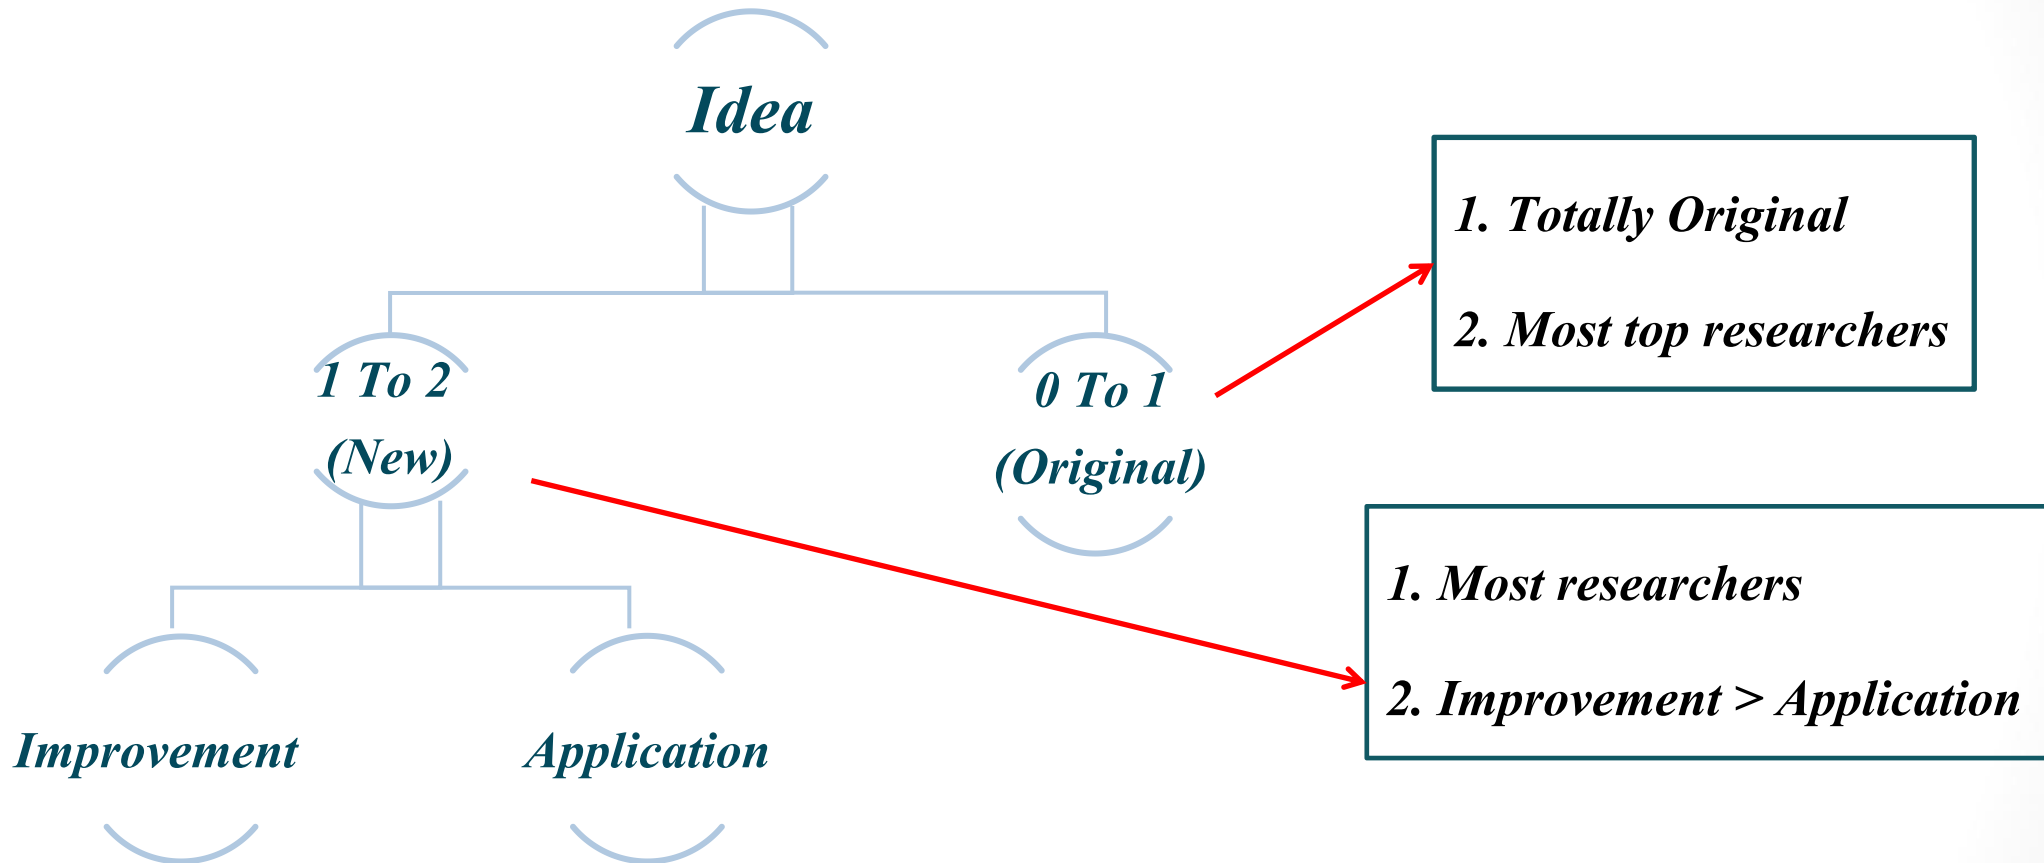 Idea
1 To 2
(New)
0 To 1
(Original)
Improvement
Application
1. Totally Original
2. Most top researchers
1. Most researchers
2. Improvement > Application